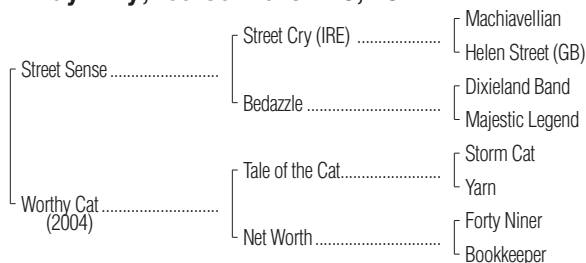 Machiavellian
Street Cry (IRE)
Helen Street (GB)
Street Sense
Dixieland Band
Bedazzle
Majestic Legend
Storm Cat
Tale of the Cat
Yarn
Worthy Cat
(2004)
Forty Niner
Net Worth
Bookkeeper